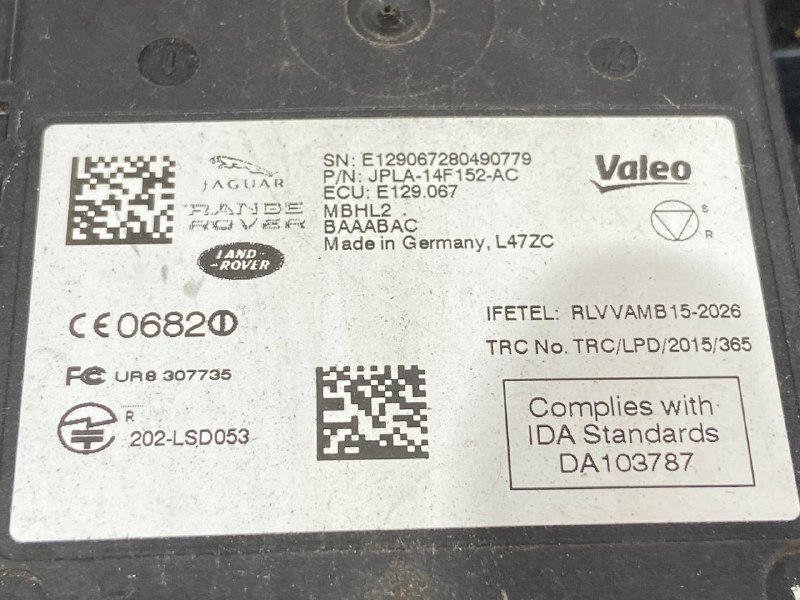 SN: E129067280490779
P/N: JPLA-14F152-AC
ECU: E129.067
MBHL2
BAAABAC
Made in Germany, L47ZC
JAGUAR
RANGE
ROVER
LAND-
-ROVER
Valeo
S
R
CE0682
FC UR8 307735
R
202-LSD053
IFETEL: RLVVAMB15-2026
TRC No. TRC/LPD/2015/365
Complies with
IDA Standards
DA103787